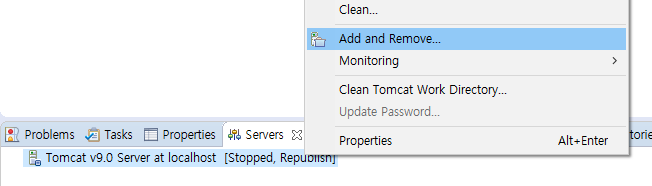 Clean...
Add and Remove...
Monitoring
Clean Tomcat Work Directory...
Update Password...
Properties Alt+Enter
Problems Tasks Properties Servers tories
Tomcat v9.0 Server at localhost [Stopped, Republish]